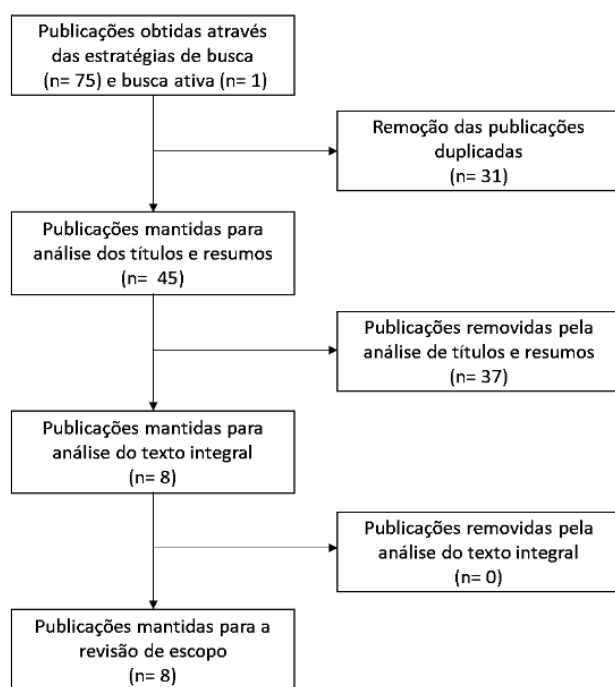 Publicações obtidas através
das estratégias de busca
(n= 75) e busca ativa (n= 1)
Remoção das publicações
duplicadas
(n= 31)
Publicações mantidas para
análise dos títulos e resumos
(n= 45)
Publicações removidas pela
análise de títulos e resumos
(n= 37)
Publicações mantidas para
análise do texto integral
(n= 8)
Publicações removidas pela
análise do texto integral
(n= 0)
Publicações mantidas para a
revisão de escopo
(n= 8)